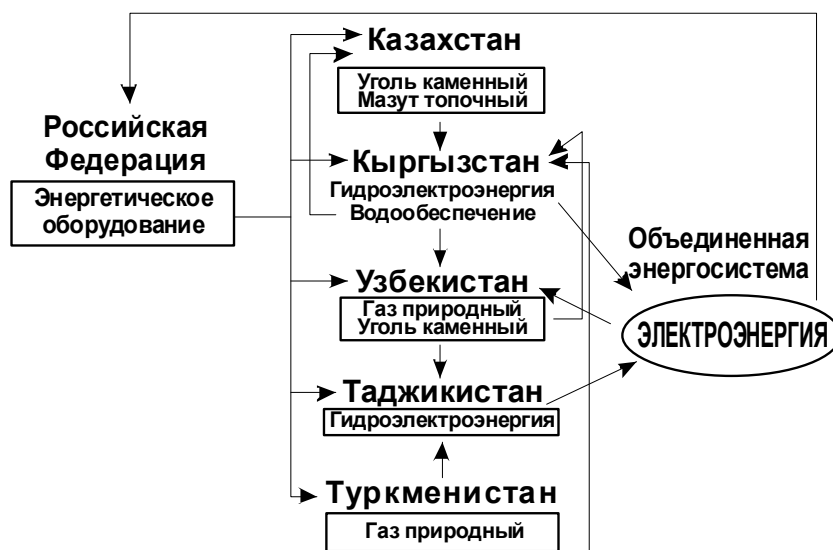 Казахстан
Уголь каменный
Мазут топочный
Российская
Федерация
Энергетическое
оборудование
Кыргызстан
Гидроэлектроэнергия
Водообеспечение
Объединенная
энергосистема
ЭЛЕКТРОЭНЕРГИЯ
Узбекистан
Газ природный
Уголь каменный
Таджикистан
Гидроэлектроэнергия
Туркменистан
Газ природный